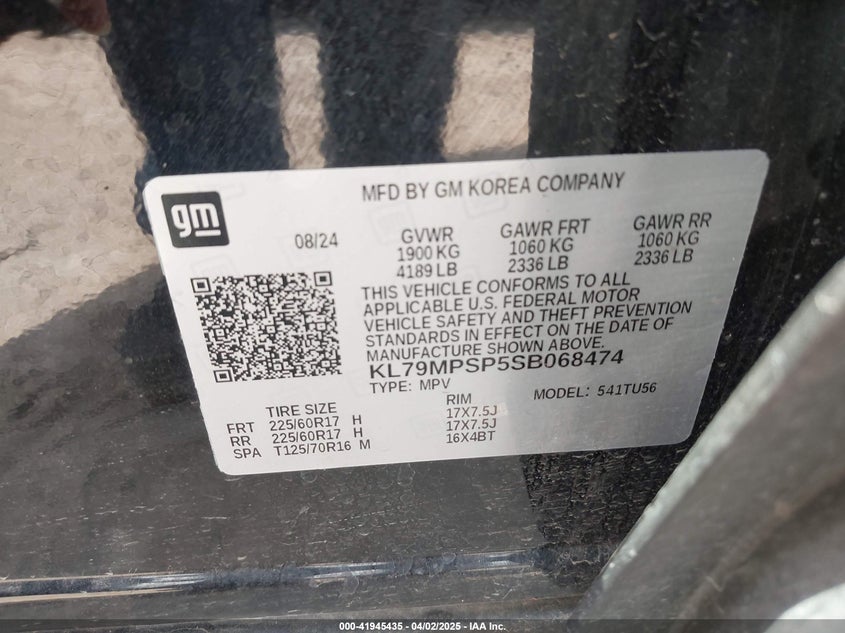 MFD BY GM KOREA COMPANY
gm
08/24
GVWR
1900 KG
4189 LB
GAWR FRT
1060 KG
2336 LB
GAWR RR
1060 KG
2336 LB
THIS VEHICLE CONFORMS TO ALL
APPLICABLE U.S. FEDERAL MOTOR
VEHICLE SAFETY AND THEFT PREVENTION
STANDARDS IN EFFECT ON THE DATE OF
MANUFACTURE SHOWN ABOVE.
KL79MPSP5SB068474
TYPE: MPV
MODEL: 541TU56
TIRE SIZE RIM
FRT 225/60R17 H 17X7.5J
RR 225/60R17 H 17X7.5J
SPA T125/70R16 M 16X4BT
000-41945435 - 04/02/2025 - IAA Inc.